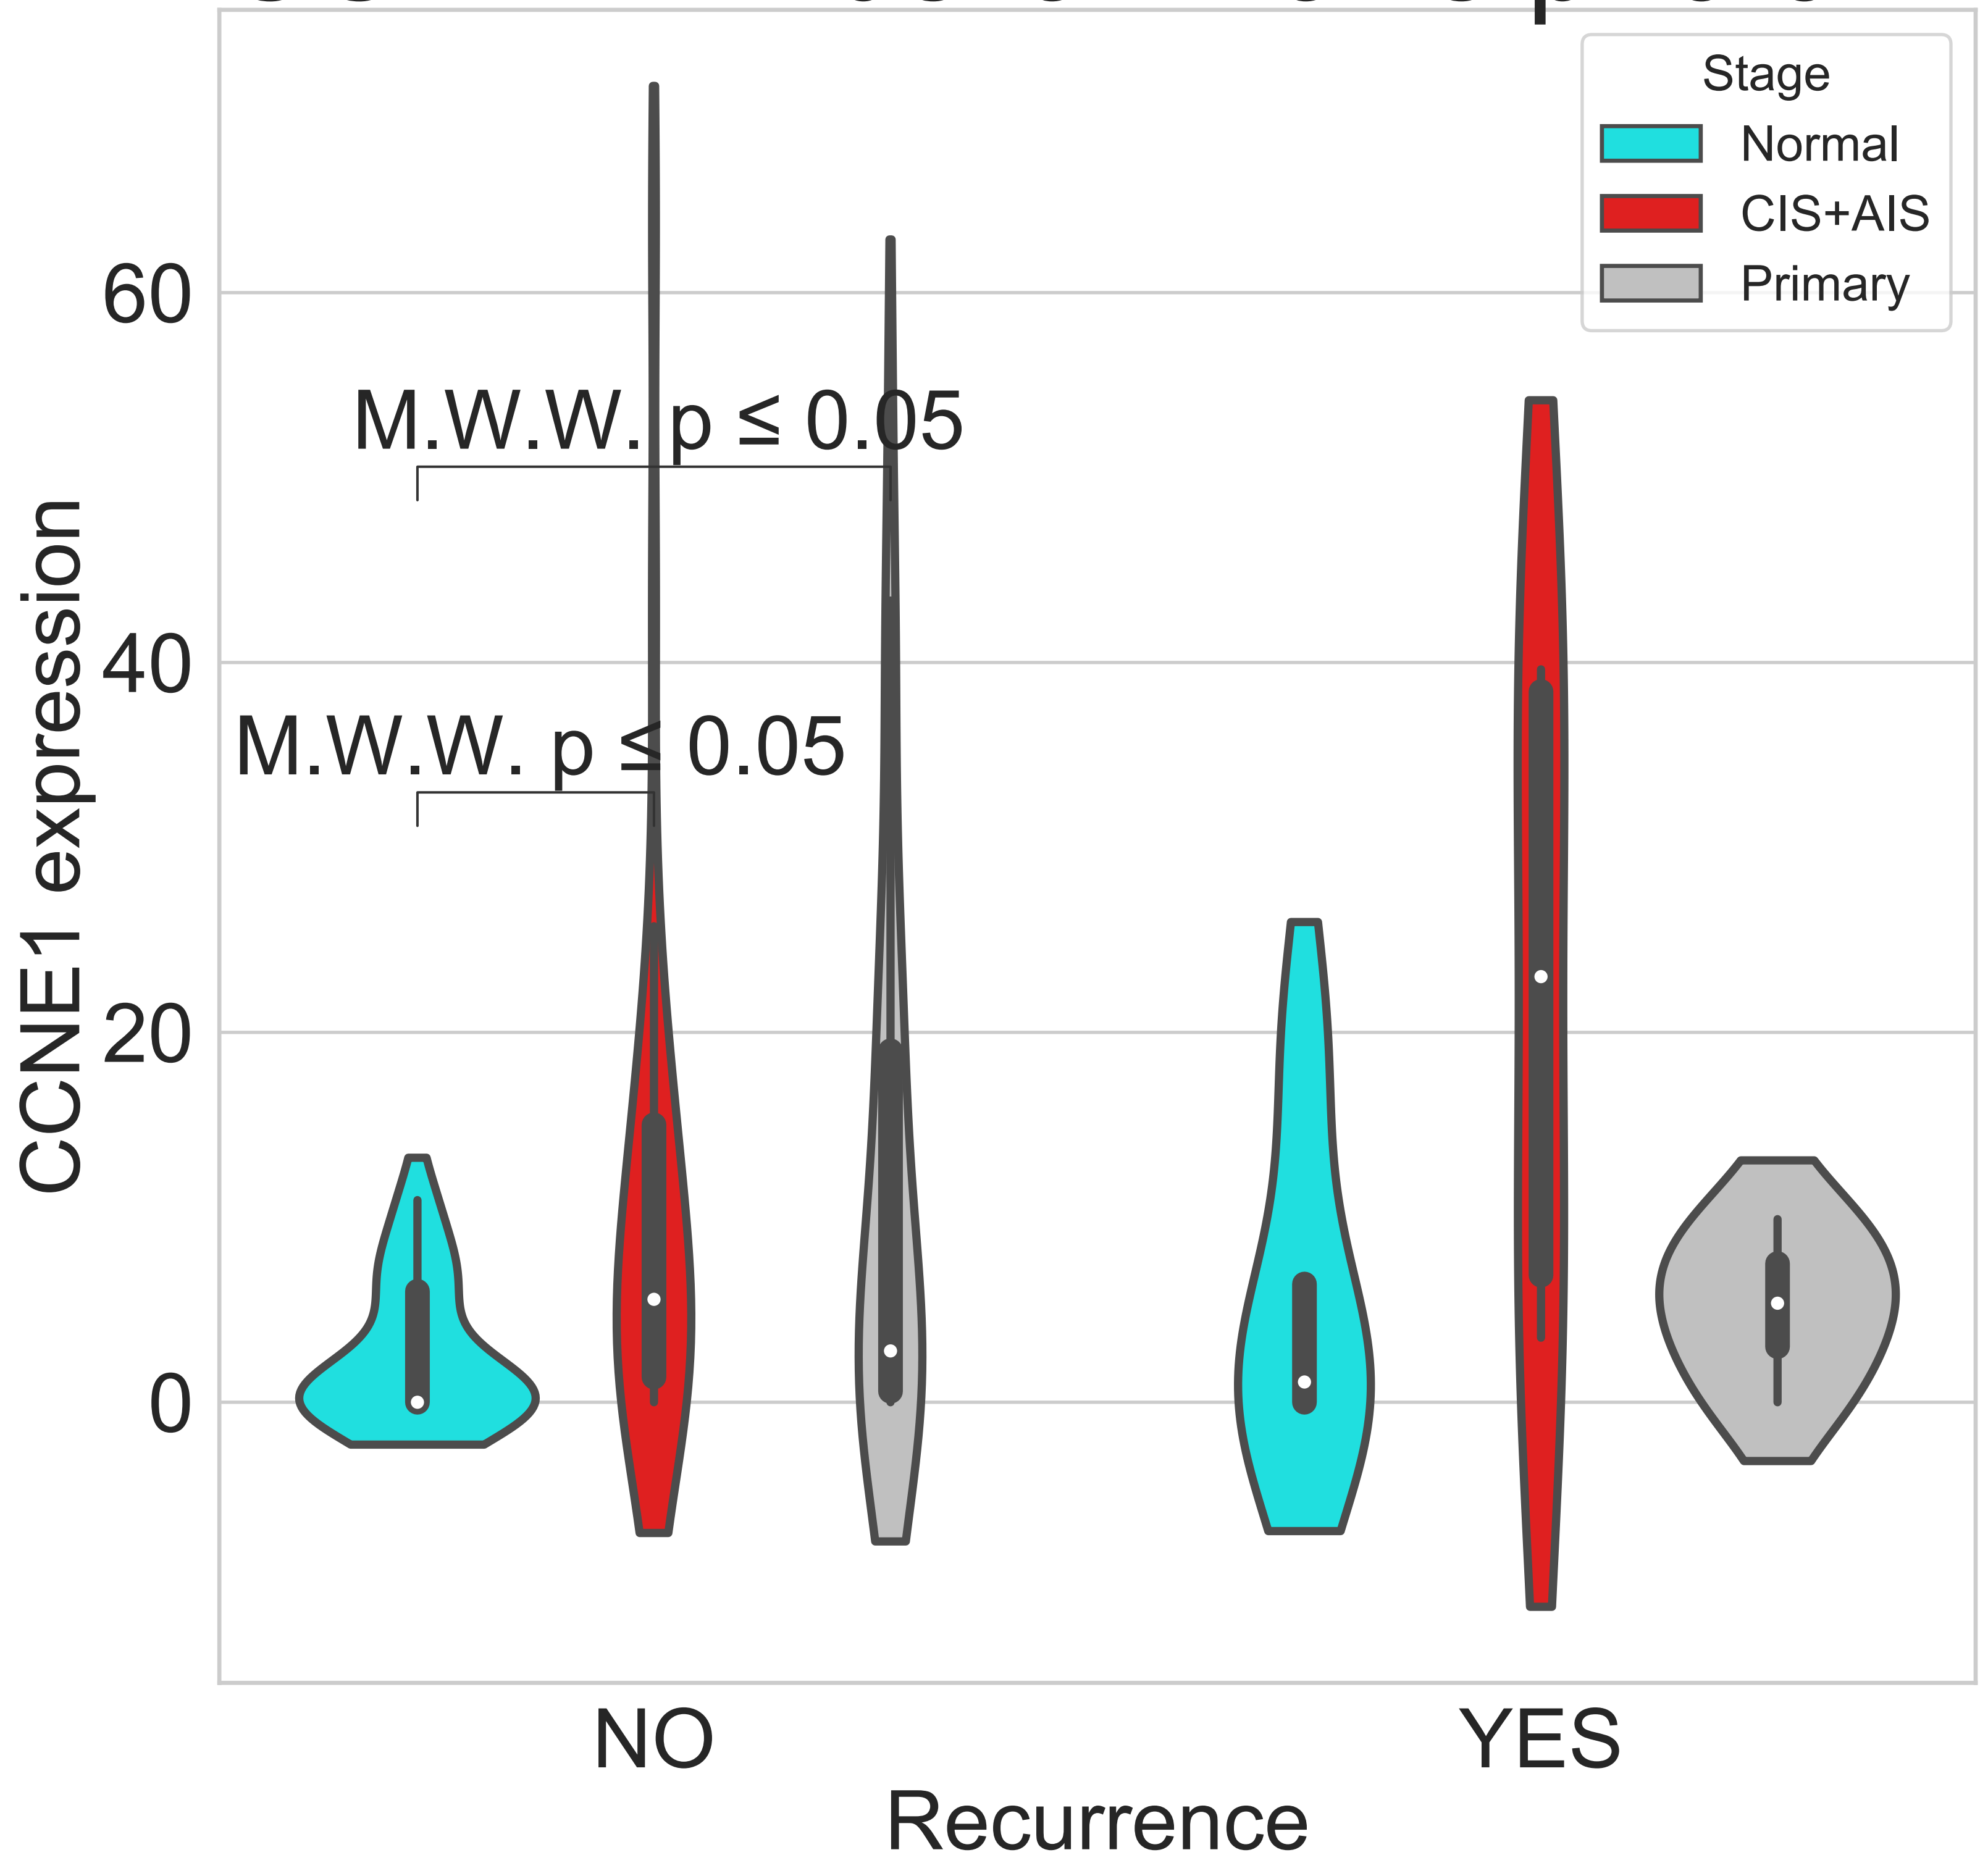 Stage
Normal
CIS+AIS
Primary
60
M.W.W. p ≤ 0.05
40
M.W.W. p ≤ 0.05
20
0
CCNE1 expression
NO
YES
Recurrence